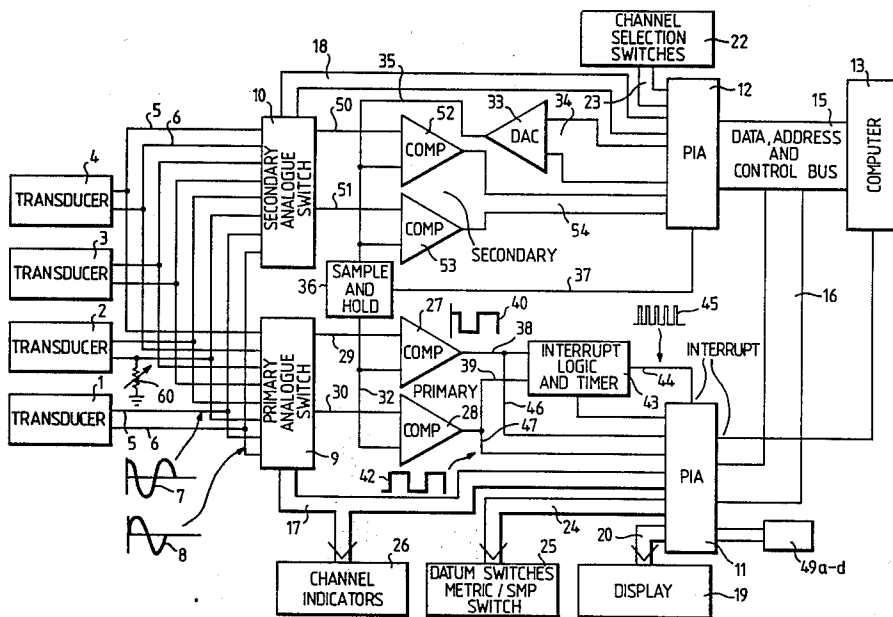 CHANNEL
SELECTION
SWITCHES
22
18
35
10
50
52
33
34
23
12
13
15
5
6
4
TRANSDUCER
SECONDARY
ANALOGUE
SWITCH
COMP
DAC
PIA
DATA, ADDRESS
AND
CONTROL BUS
COMPUTER
51
3
TRANSDUCER
COMP
53
SECONDARY
54
36
SAMPLE
AND
HOLD
37
16
2
TRANSDUCER
27
40
38
45
29
COMP
39
INTERRUPT
LOGIC
AND TIMER
INTERRUPT
44
43
60
1
TRANSDUCER
PRIMARY
ANALOGUE
SWITCH
32
30
PRIMARY
46
28
COMP
47
5
6
9
42
PIA
7
8
17
24
20
11
49a-d
26
CHANNEL
INDICATORS
25
DATUM SWITCHES
METRIC / SMP
SWITCH
DISPLAY
19